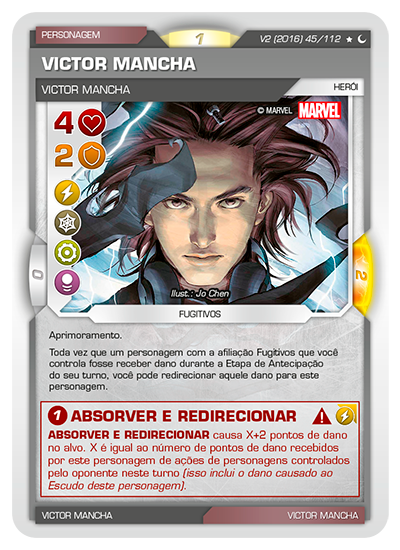 PERSONAGEM
1
V2 (2016) 45/112
VICTOR MANCHA
VICTOR MANCHA
HERÓI
© MARVEL MARVEL
4
2
0
2
Ilust.: Jo Chen
FUGITIVOS
Aprimoramento.
Toda vez que um personagem com a afiliação Fugitivos que você
controla fosse receber dano durante a Etapa de Antecipação
do seu turno, você pode redirecionar aquele dano para este
personagem.
1 ABSORVER E REDIRECIONAR
ABSORVER E REDIRECIONAR causa X+2 pontos de dano
no alvo. X é igual ao número de pontos de dano recebidos
por este personagem de ações de personagens controlados
pelo oponente neste turno (isso inclui o dano causado ao
Escudo deste personagem).
VICTOR MANCHA
VICTOR MANCHA